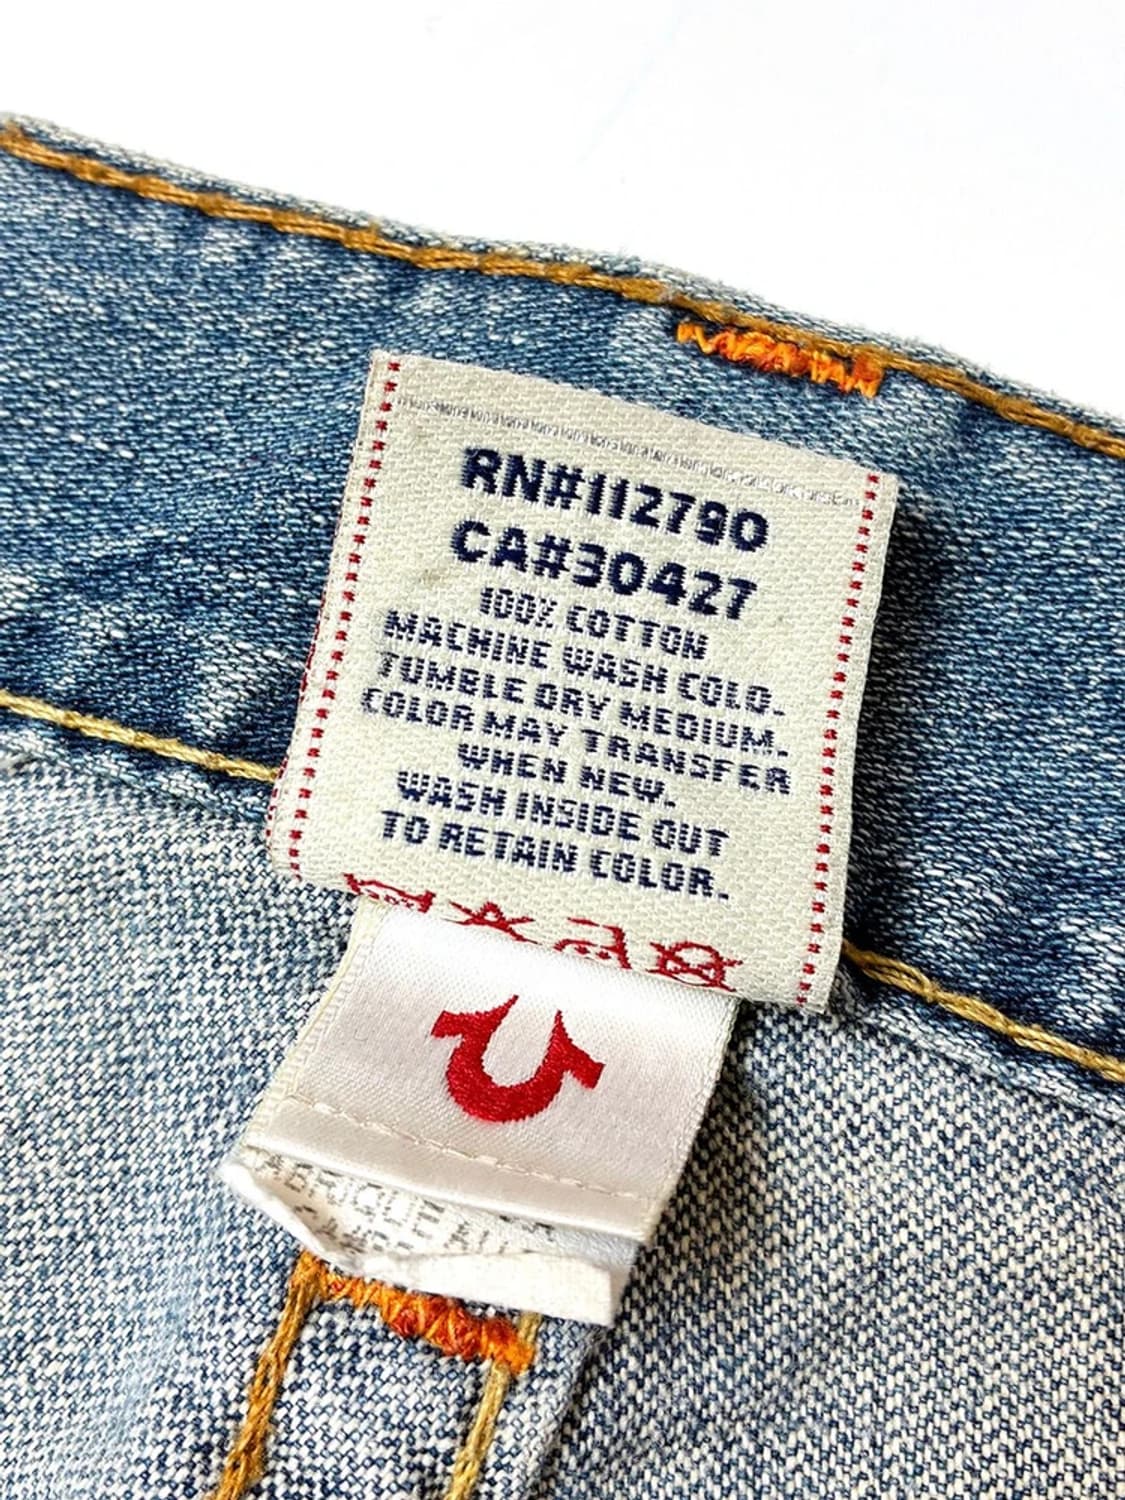 RN#112790
CA#30427
100% COTTON
MACHINE WASH COLD.
TUMBLE DRY MEDIUM.
COLOR MAY TRANSFER
WHEN NEW.
WASH INSIDE OUT
TO RETAIN COLOR.